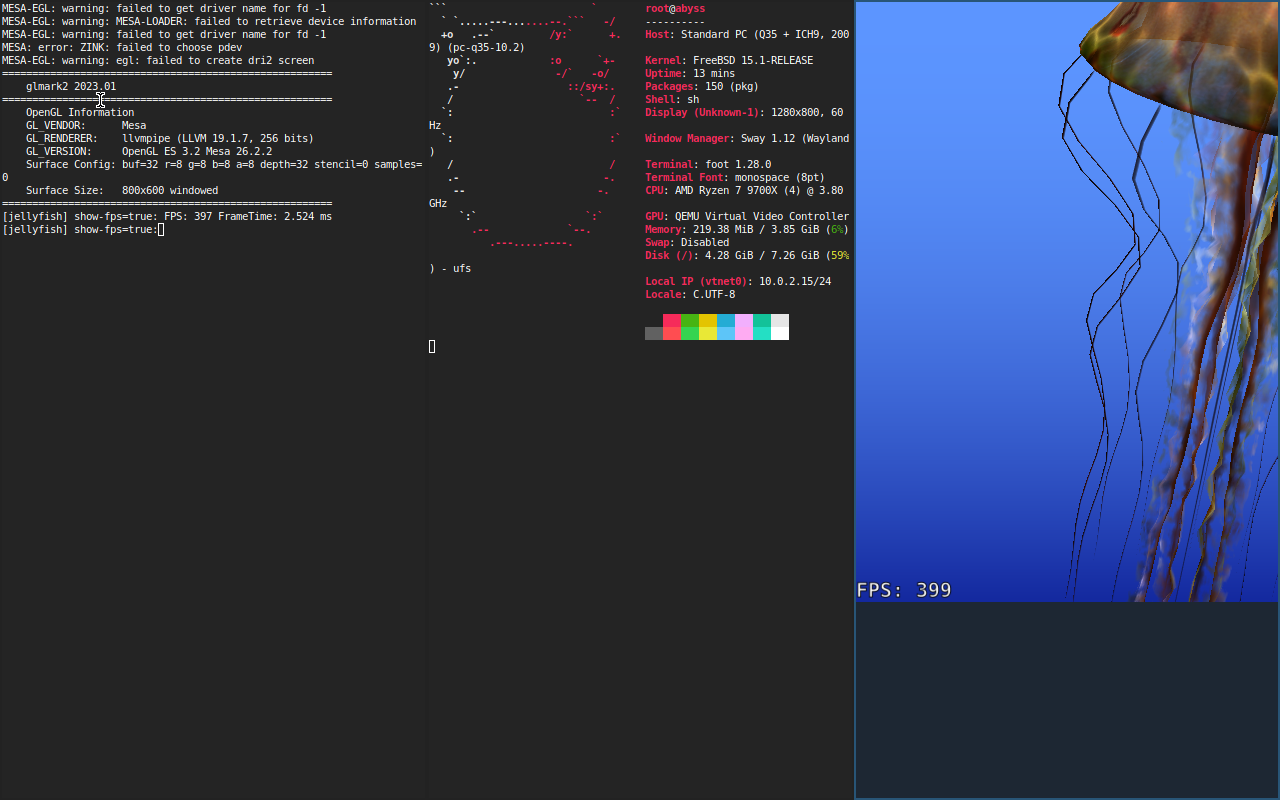 MESA-EGL: warning: failed to get driver name for fd -1
MESA-EGL: warning: MESA-LOADER: failed to retrieve device information
MESA-EGL: warning: failed to get driver name for fd -1
MESA: error: ZINK: failed to choose pdev
MESA-EGL: warning: egl: failed to create dri2 screen
=======================================================
    glmark2 2023.01
=======================================================
    OpenGL Information
    GL_VENDOR:     Mesa
    GL_RENDERER:   llvmpipe (LLVM 19.1.7, 256 bits)
    GL_VERSION:    OpenGL ES 3.2 Mesa 26.2.2
    Surface Config: buf=32 r=8 g=8 b=8 a=8 depth=32 stencil=0 samples=
0
    Surface Size:   800x600 windowed
=======================================================
[jellyfish] show-fps=true: FPS: 397 FrameTime: 2.524 ms
[jellyfish] show-fps=true:
root@abyss
----------
Host: Standard PC (Q35 + ICH9, 200
9) (pc-q35-10.2)
Kernel: FreeBSD 15.1-RELEASE
Uptime: 13 mins
Packages: 150 (pkg)
Shell: sh
Display (Unknown-1): 1280x800, 60
Hz
Window Manager: Sway 1.12 (Wayland
)
Terminal: foot 1.28.0
Terminal Font: monospace (8pt)
CPU: AMD Ryzen 7 9700X (4) @ 3.80
GHz
GPU: QEMU Virtual Video Controller
Memory: 219.38 MiB / 3.85 GiB (6%)
Swap: Disabled
Disk (/): 4.28 GiB / 7.26 GiB (59%
) - ufs
Local IP (vtnet0): 10.0.2.15/24
Locale: C.UTF-8
FPS: 399